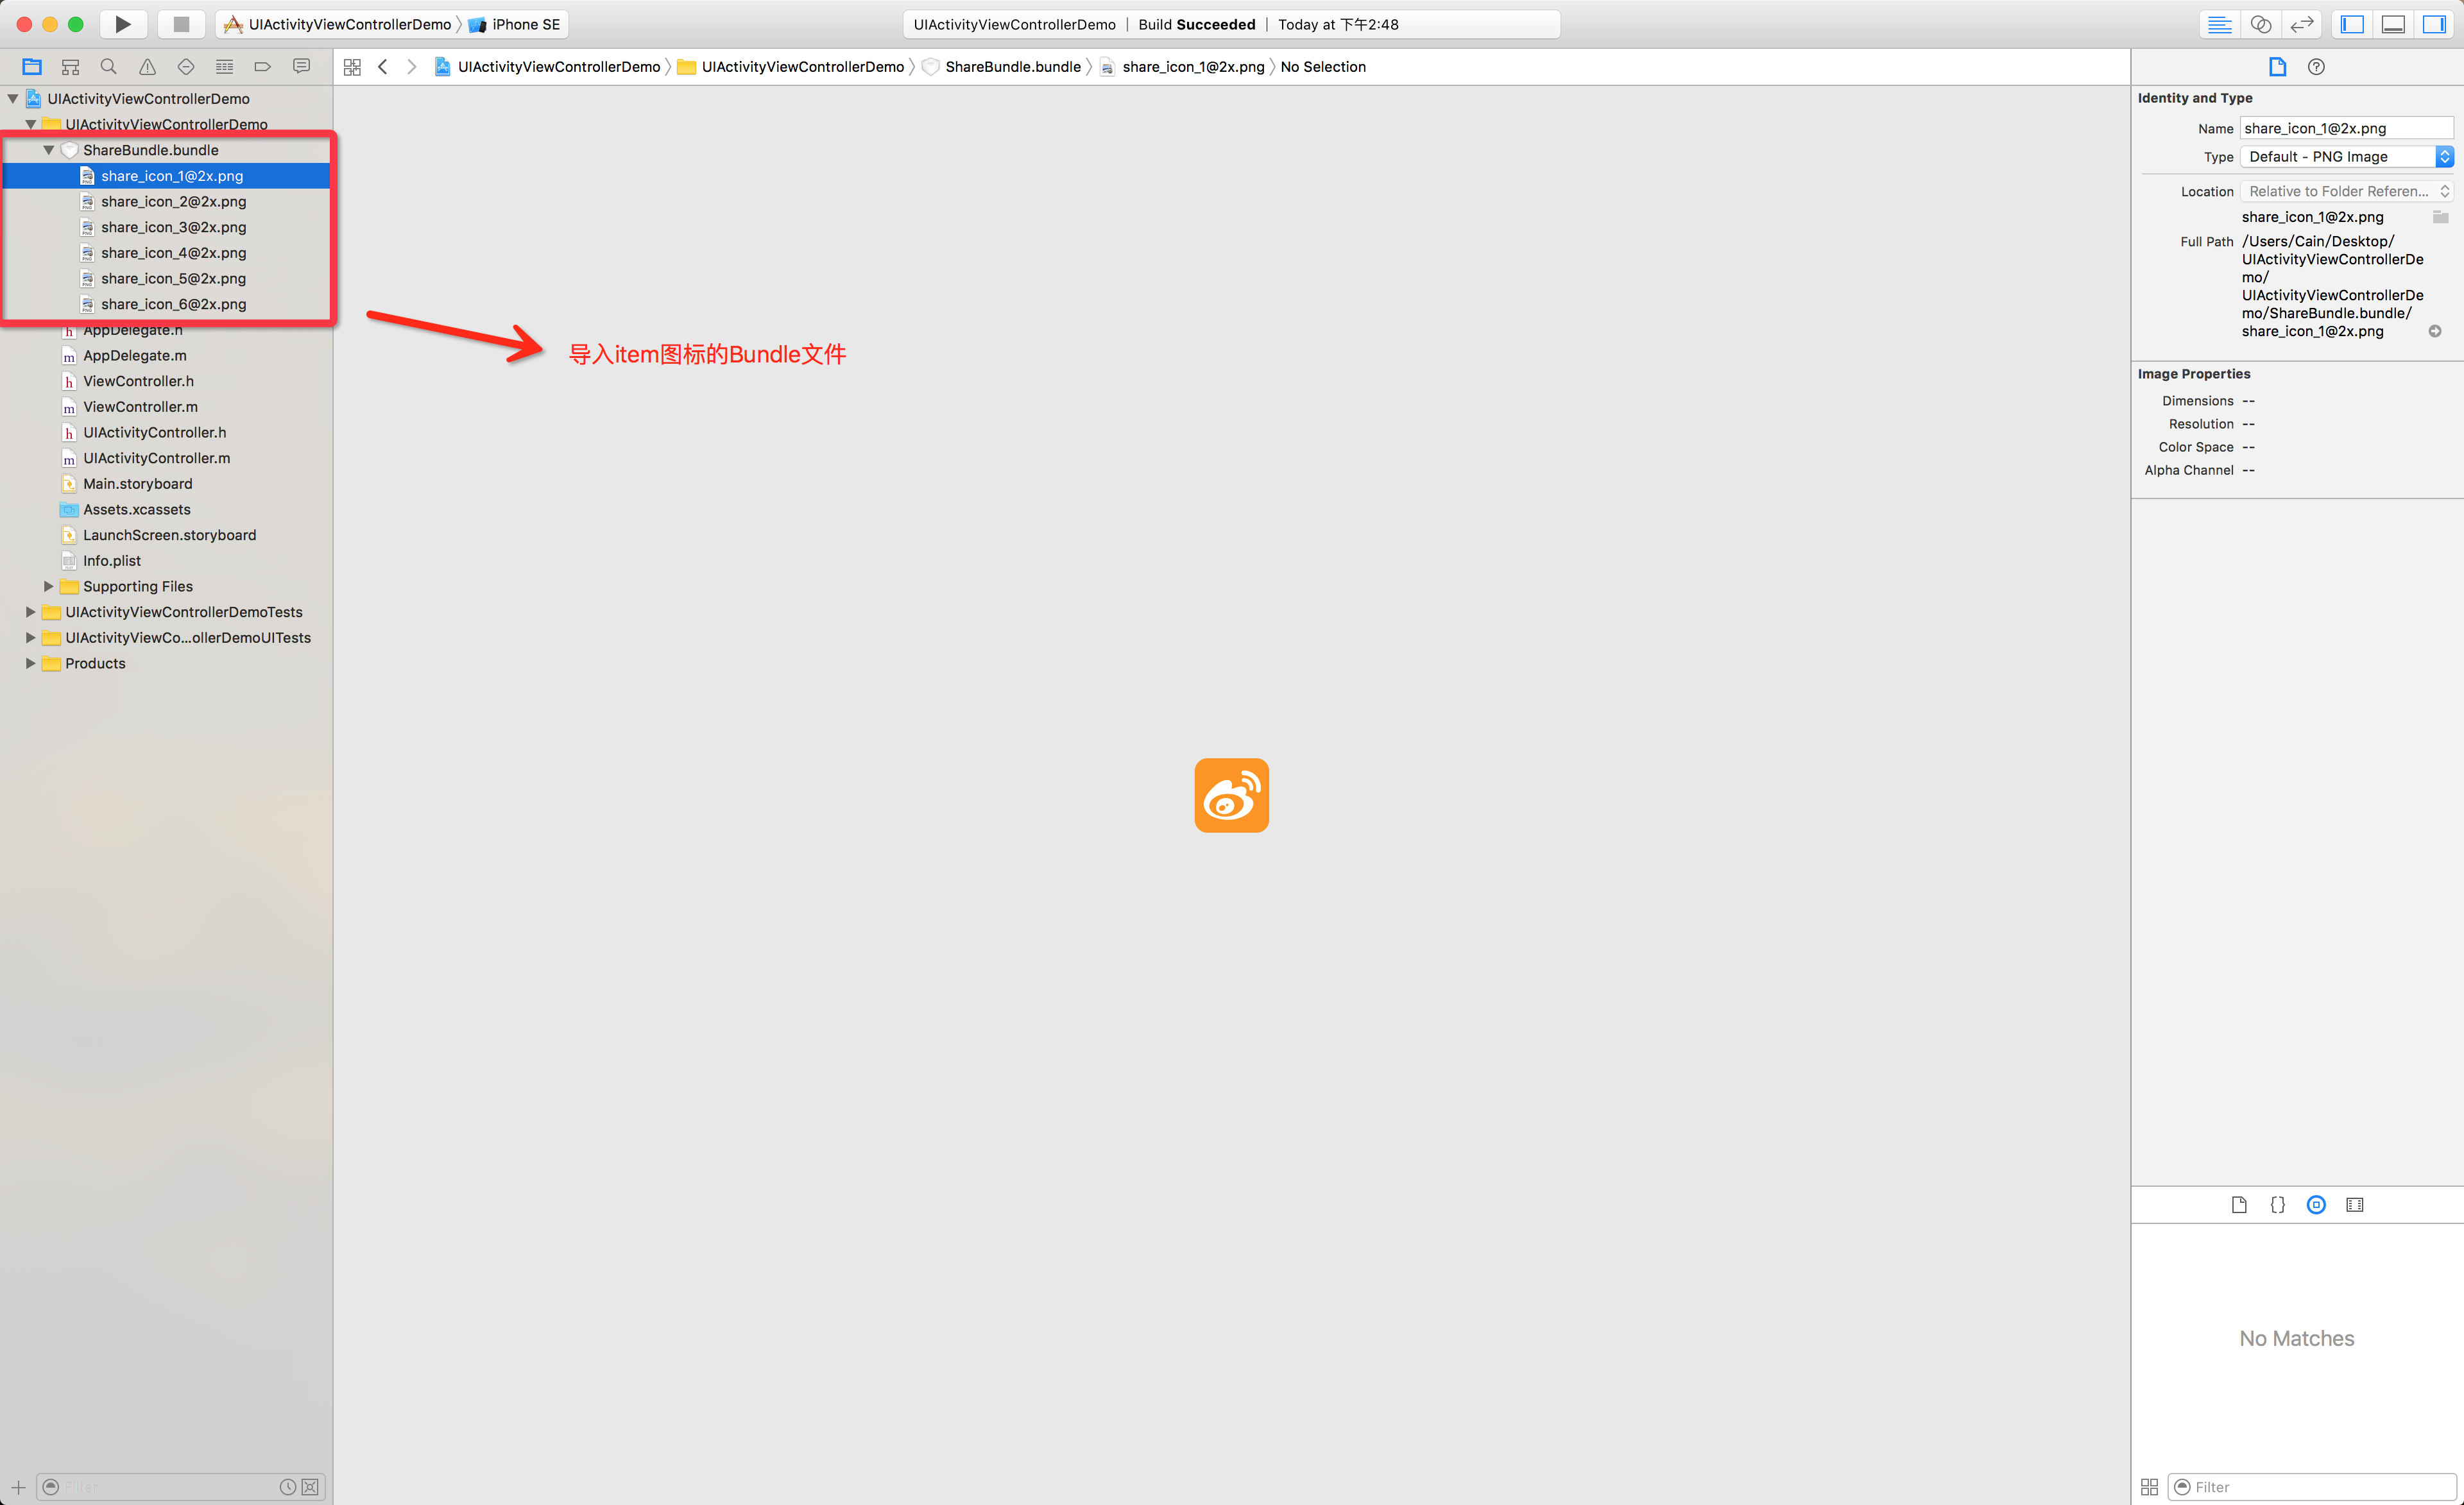 UIActivityViewControllerDemo 〉 iPhone SE
UIActivityViewControllerDemo | Build Succeeded | Today at 下午2:48
UIActivityViewControllerDemo 〉 UIActivityViewControllerDemo 〉 ShareBundle.bundle 〉 share_icon_1@2x.png 〉 No Selection
UIActivityViewControllerDemo
UIActivityViewControllerDemo
ShareBundle.bundle
share_icon_1@2x.png
share_icon_2@2x.png
share_icon_3@2x.png
share_icon_4@2x.png
share_icon_5@2x.png
share_icon_6@2x.png
AppDelegate.h
AppDelegate.m
ViewController.h
ViewController.m
UIActivityController.h
UIActivityController.m
Main.storyboard
Assets.xcassets
LaunchScreen.storyboard
Info.plist
Supporting Files
UIActivityViewControllerDemoTests
UIActivityViewCo...ollerDemoUITests
Products
Filter
导入item图标的Bundle文件
Identity and Type
Name share_icon_1@2x.png
Type Default - PNG Image
Location Relative to Folder Referen...
share_icon_1@2x.png
Full Path /Users/Cain/Desktop/
UIActivityViewControllerDe
mo/
UIActivityViewControllerDe
mo/ShareBundle.bundle/
share_icon_1@2x.png
Image Properties
Dimensions --
Resolution --
Color Space --
Alpha Channel --
No Matches
Filter